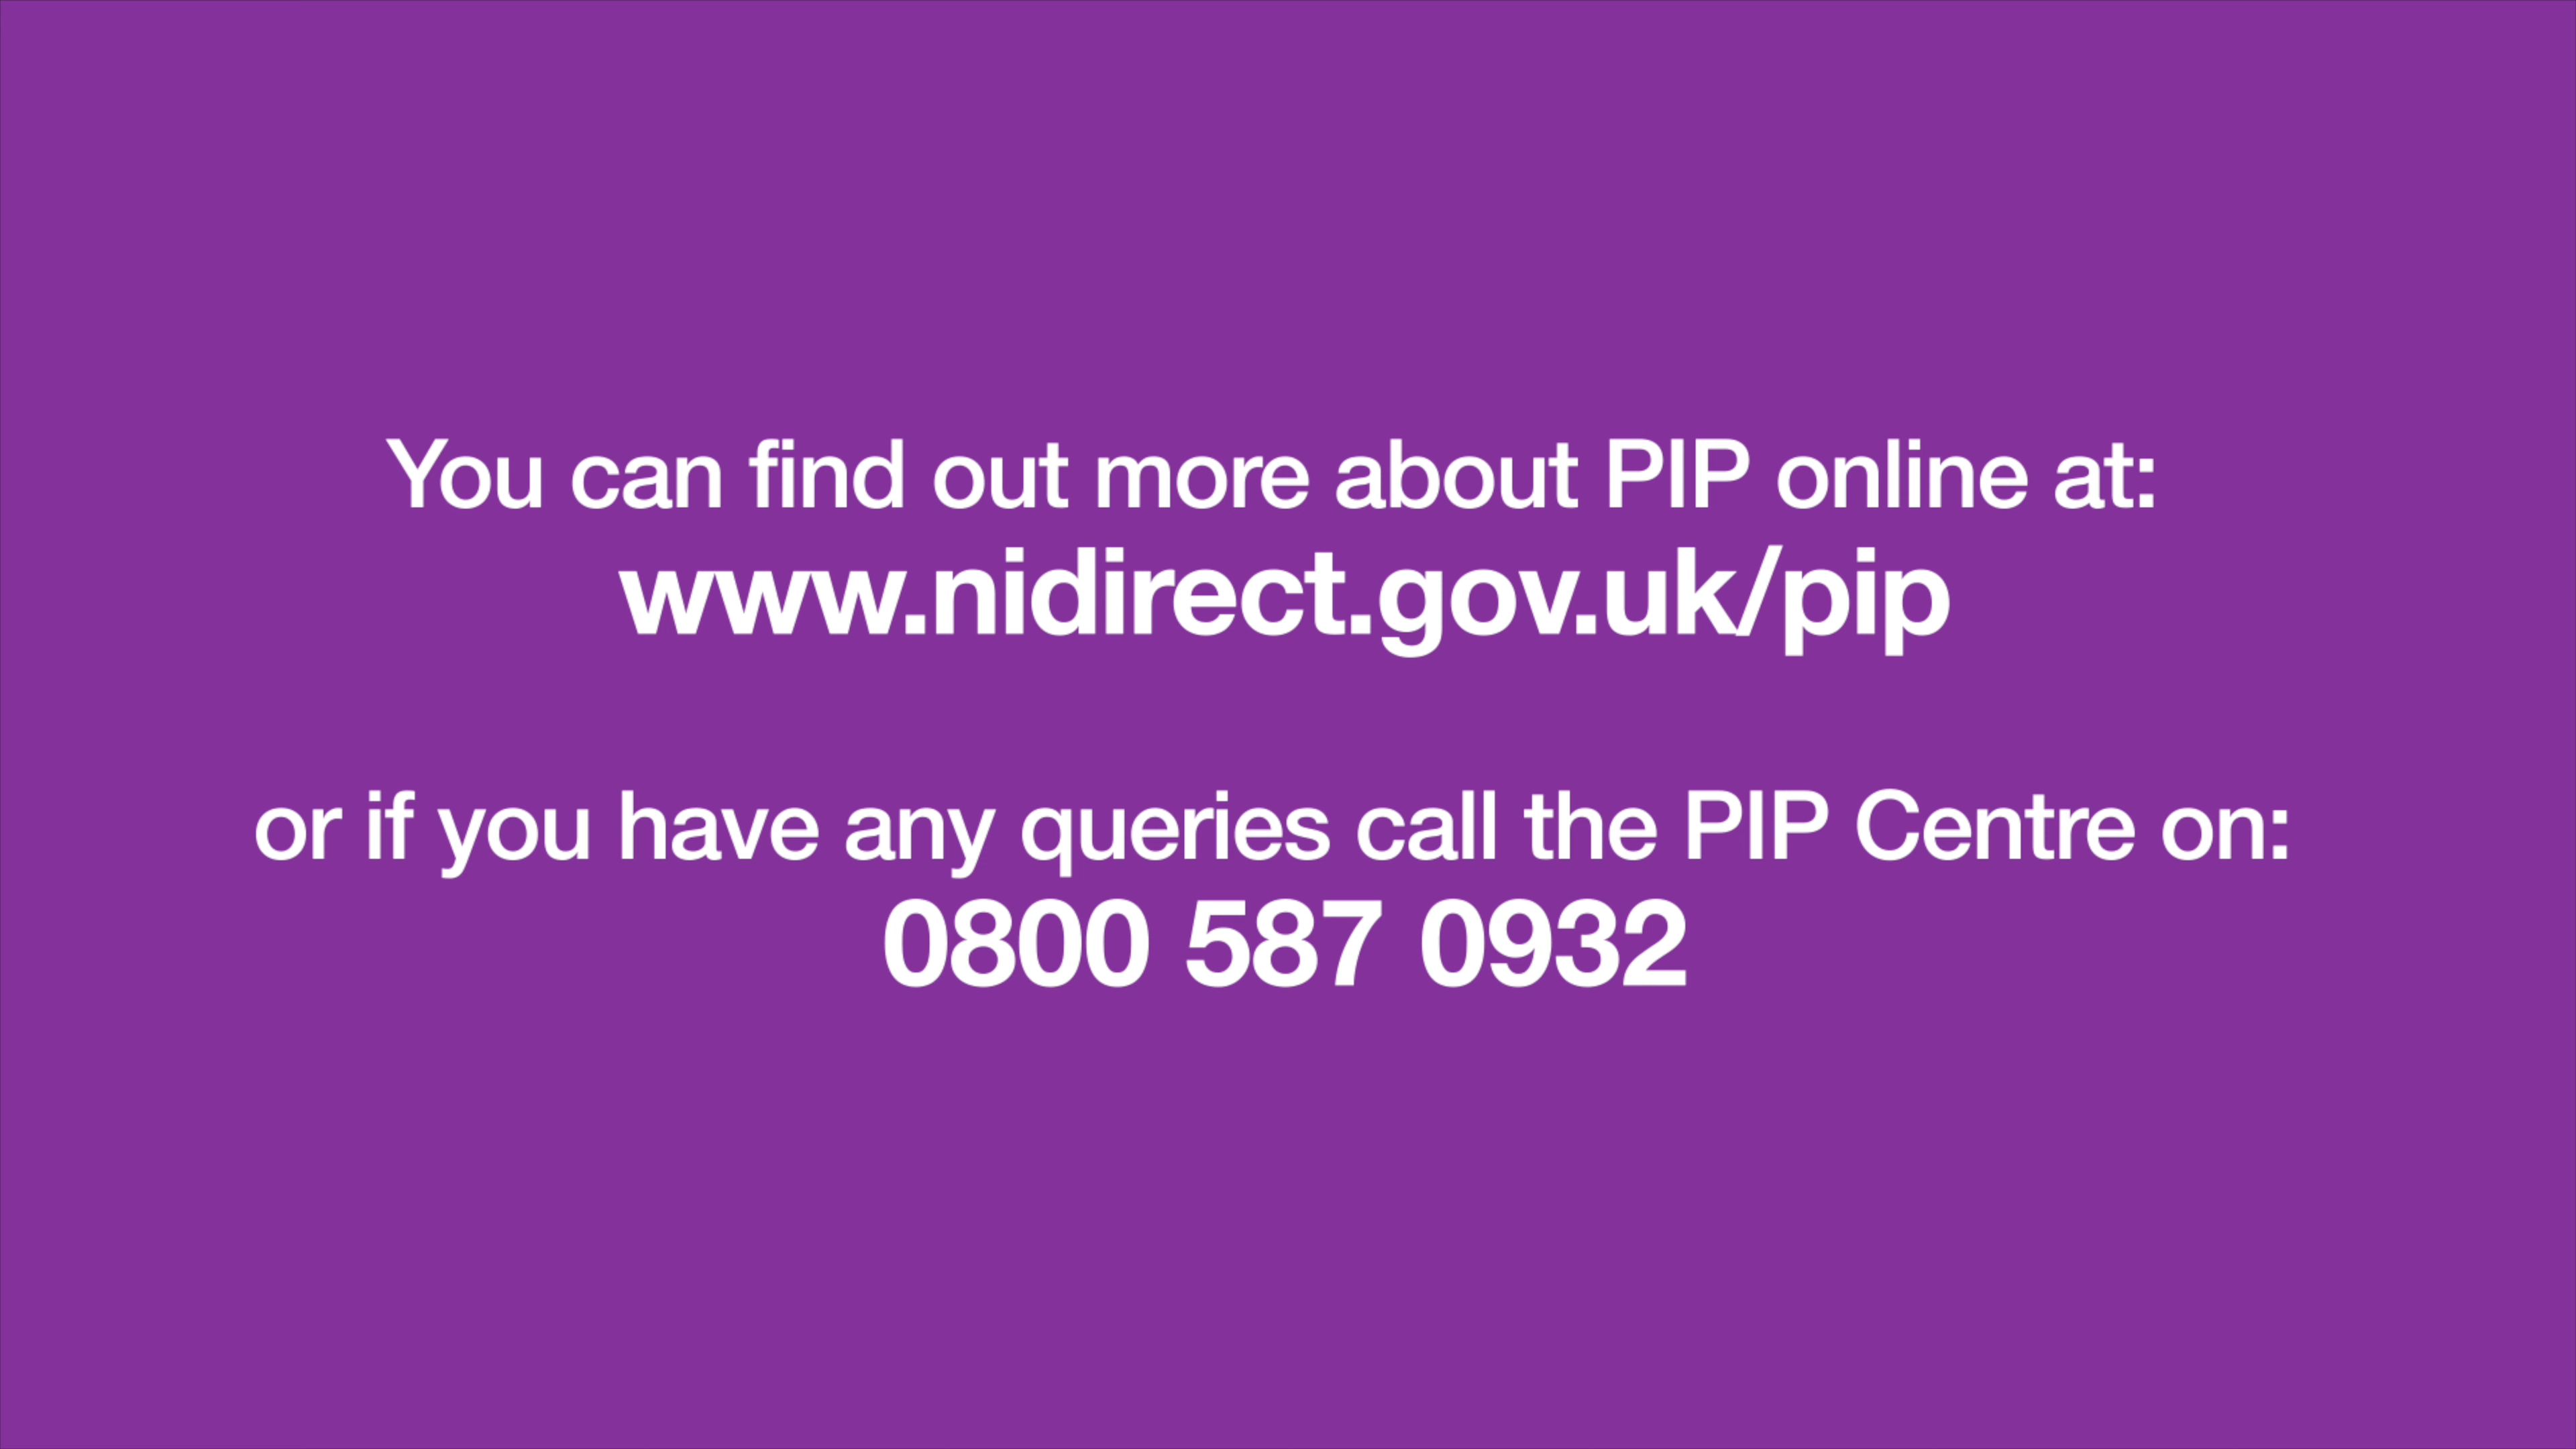 You can find out more about PIP online at:
www.nidirect.gov.uk/pip
or if you have any queries call the PIP Centre on:
0800 587 0932